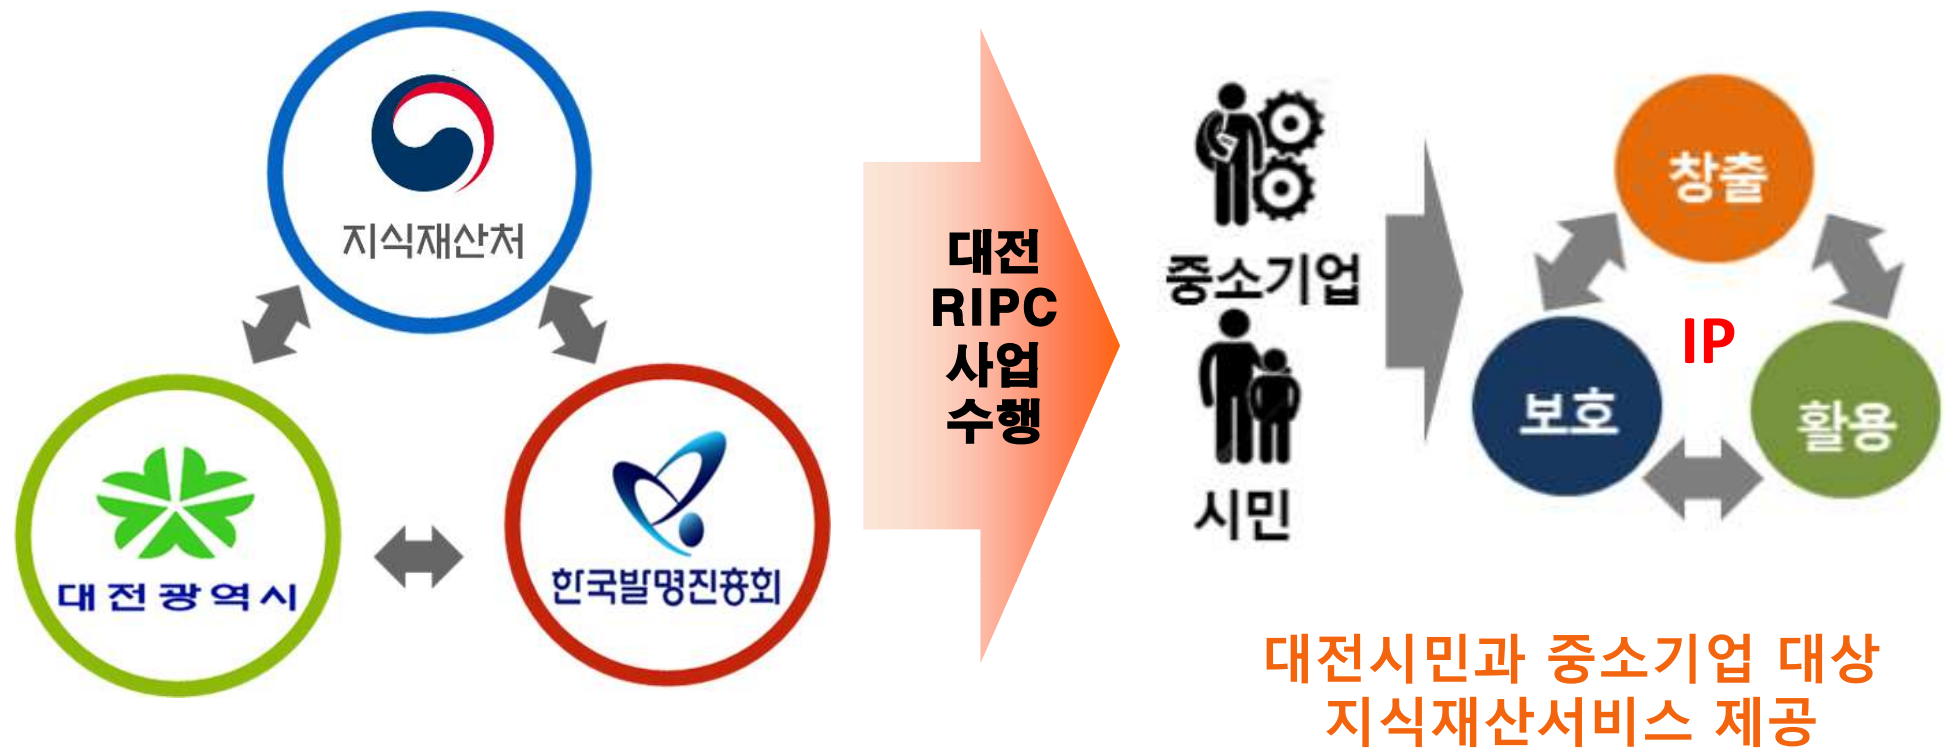 지식재산처
대전광역시
한국발명진흥회
대전
RIPC
사업
수행
중소기업
시민
창출
IP
보호
활용
대전시민과 중소기업 대상
지식재산서비스 제공